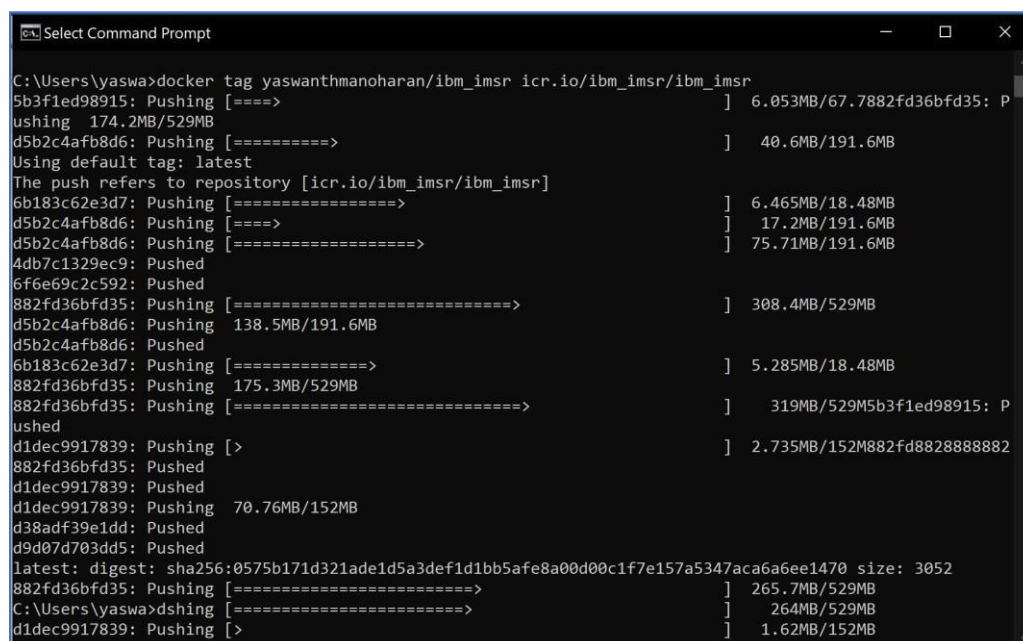 Select Command Prompt
C:\Users\yaswa>docker tag yaswanthmanoharan/ibm_imsr icr.io/ibm_imsr/ibm_imsr
5b3f1ed98915: Pushing [====>                                              ]  6.053MB/67.7882fd36bfd35: P
ushing  174.2MB/529MB
d5b2c4afb8d6: Pushing [==========>                                        ]   40.6MB/191.6MB
Using default tag: latest
The push refers to repository [icr.io/ibm_imsr/ibm_imsr]
6b183c62e3d7: Pushing [=================>                                 ]  6.465MB/18.48MB
d5b2c4afb8d6: Pushing [====>                                              ]   17.2MB/191.6MB
d5b2c4afb8d6: Pushing [===================>                               ]  75.71MB/191.6MB
4db7c1329ec9: Pushed
6f6e69c2c592: Pushed
882fd36bfd35: Pushing [=============================>                     ]  308.4MB/529MB
d5b2c4afb8d6: Pushing  138.5MB/191.6MB
d5b2c4afb8d6: Pushed
6b183c62e3d7: Pushing [==============>                                    ]  5.285MB/18.48MB
882fd36bfd35: Pushing  175.3MB/529MB
882fd36bfd35: Pushing [==============================>                    ]    319MB/529M5b3f1ed98915: P
ushed
d1dec9917839: Pushing [>                                                  ]  2.735MB/152M882fd8828888882
882fd36bfd35: Pushed
d1dec9917839: Pushed
d1dec9917839: Pushing  70.76MB/152MB
d38adf39e1dd: Pushed
d9d07d703dd5: Pushed
latest: digest: sha256:0575b171d321ade1d5a3def1d1bb5afe8a00d00c1f7e157a5347aca6a6ee1470 size: 3052
882fd36bfd35: Pushing [=========================>                         ]  265.7MB/529MB
C:\Users\yaswa>dshing [========================>                          ]    264MB/529MB
d1dec9917839: Pushing [>                                                  ]   1.62MB/152MB